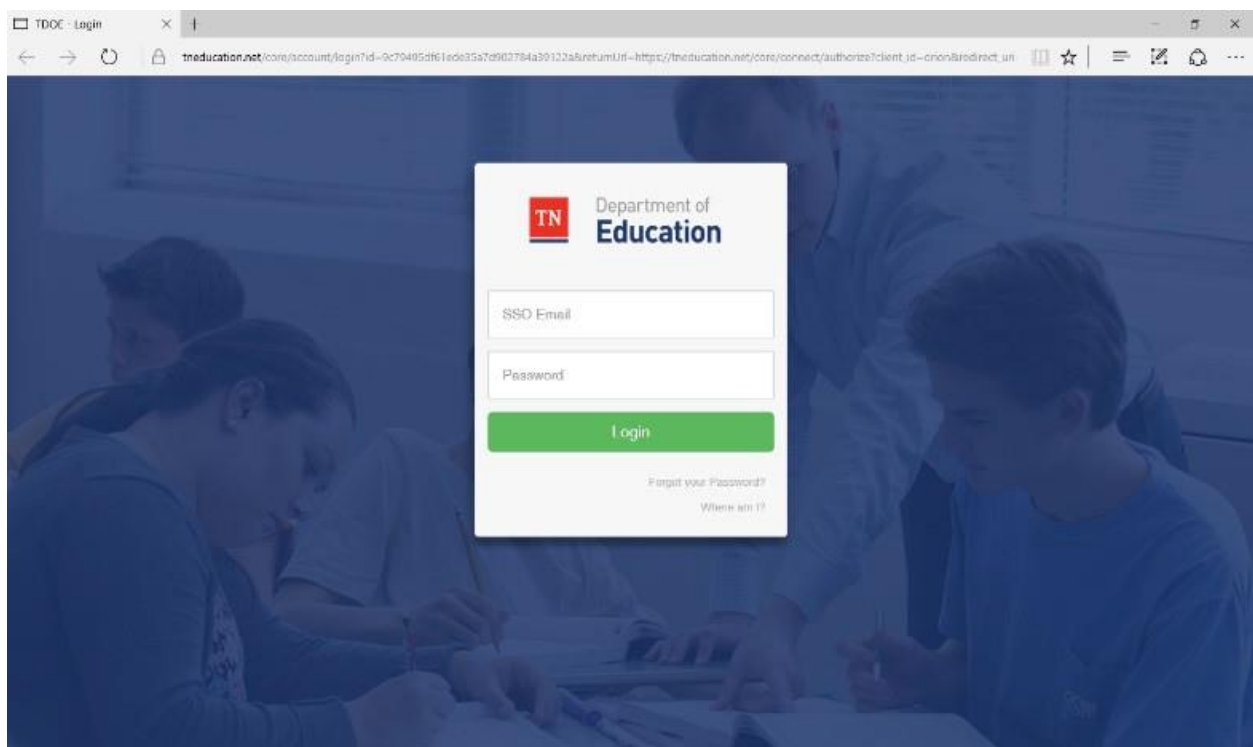 TDOE - Login
tneducation.net/core/account/login?id=9c79495df61ede35a7d902784a39122a&returnUrl=https://tneducation.net/core/connect/authorize?client_id=orion&redirect_uri
TN
Department of
Education
SSO Email
Password
Login
Forgot your Password?
Where am I?